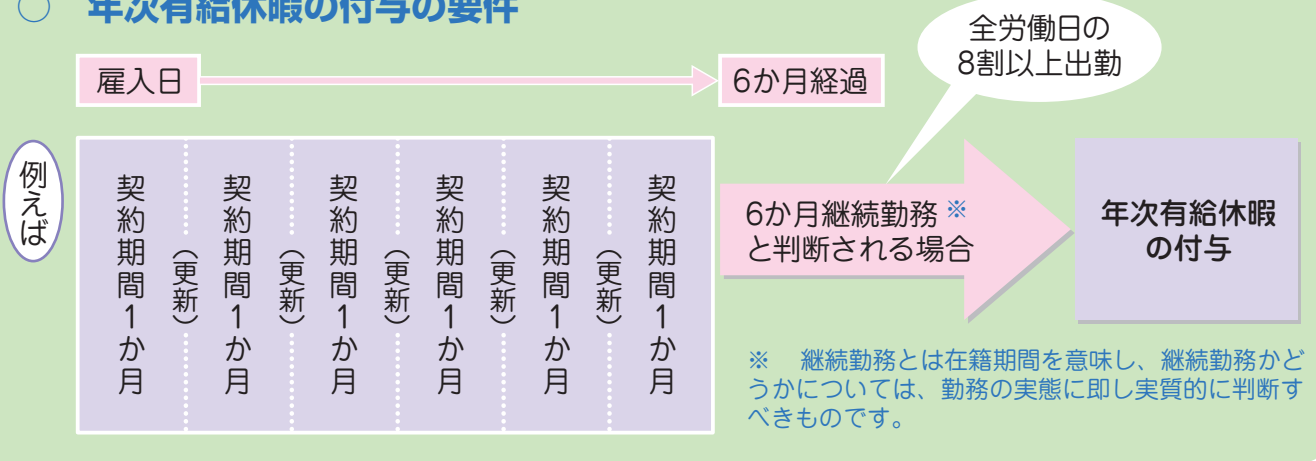 ○ 年次有給休暇の付与の要件
全労働日の
8割以上出勤
雇入日
6か月経過
例えば
契約期間1か月
（更新）
契約期間1か月
（更新）
契約期間1か月
（更新）
契約期間1か月
（更新）
契約期間1か月
（更新）
契約期間1か月
6か月継続勤務※
と判断される場合
年次有給休暇
の付与
※　継続勤務とは在籍期間を意味し、継続勤務かど
うかについては、勤務の実態に即し実質的に判断す
べきものです。